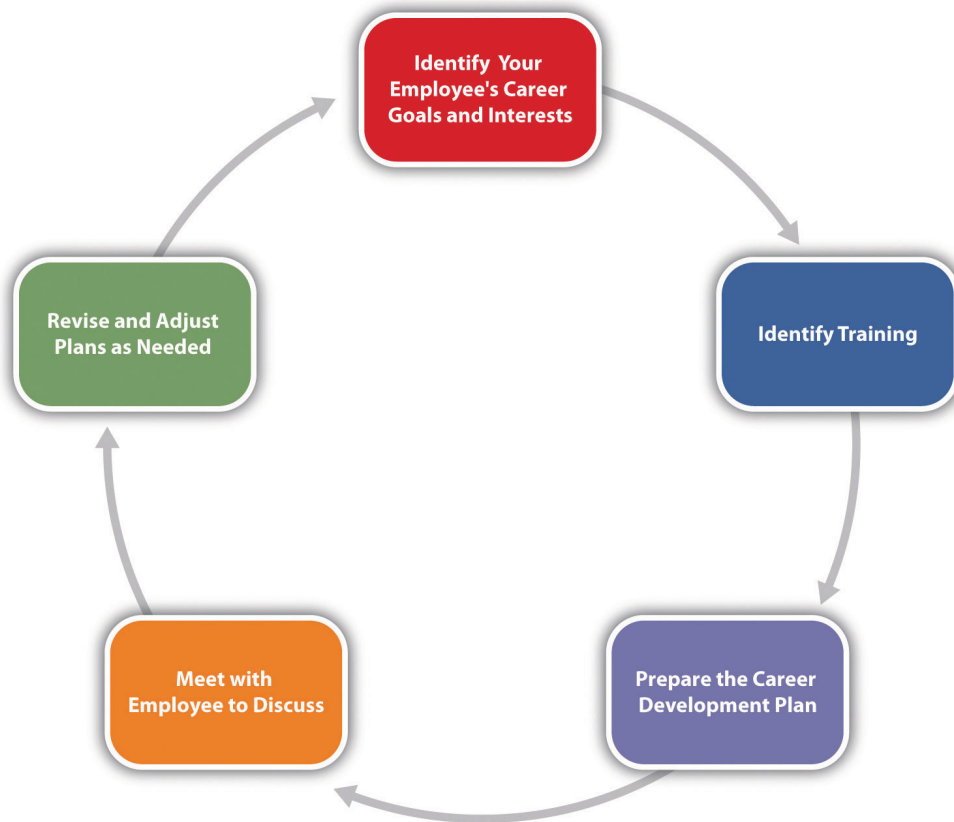 Identify Your
Employee's Career
Goals and Interests
Identify Training
Prepare the Career
Development Plan
Meet with
Employee to Discuss
Revise and Adjust
Plans as Needed